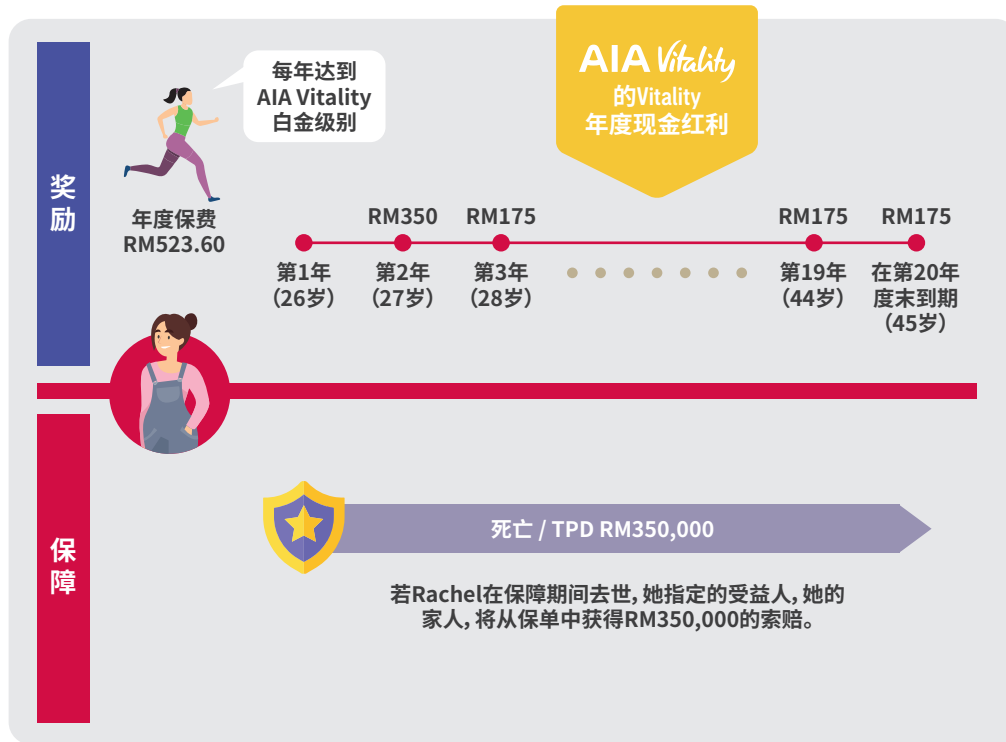 每年达到
AIA Vitality
白金级别
AIA Vitality
的Vitality
年度现金红利
奖励
年度保费
RM523.60
RM350
RM175
RM175
RM175
第1年
（26岁）
第2年
（27岁）
第3年
（28岁）
第19年
（44岁）
在第20年
度末到期
（45岁）
保障
死亡 / TPD RM350,000
若Rachel在保障期间去世, 她指定的受益人, 她的
家人, 将从保单中获得RM350,000的索赔。